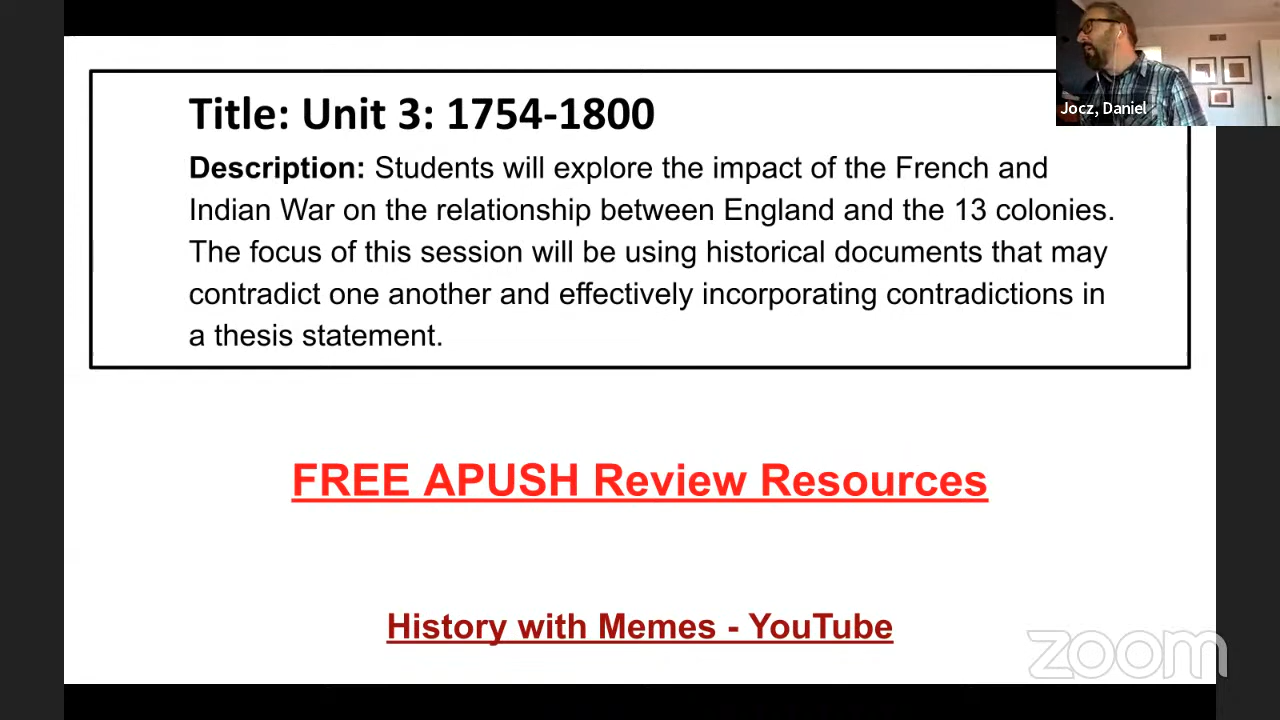 Title: Unit 3: 1754-1800
Jocz, Daniel
Description: Students will explore the impact of the French and
Indian War on the relationship between England and the 13 colonies.
The focus of this session will be using historical documents that may
contradict one another and effectively incorporating contradictions in
a thesis statement.
FREE APUSH Review Resources
History with Memes - YouTube
zoom